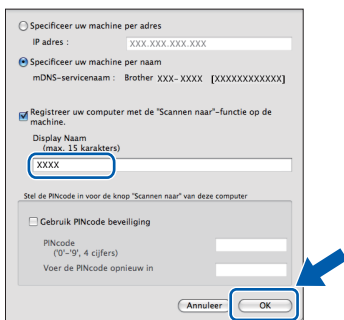 Specificeer uw machine per adres
IP adres : XXX.XXX.XXX.XXX
Specificeer uw machine per naam
mDNS-servicenaam : Brother XXX-XXXX [XXXXXXXXXXXX]
Registreer uw computer met de "Scannen naar"-functie op de
machine.
Display Naam
(max. 15 karakters)
XXXX
Stel de PINcode in voor de knop "Scannen naar" van deze computer
Gebruik PINcode beveiliging
PINcode
('0'-'9', 4 cijfers)
Voer de PINcode opnieuw in
Annuleer OK